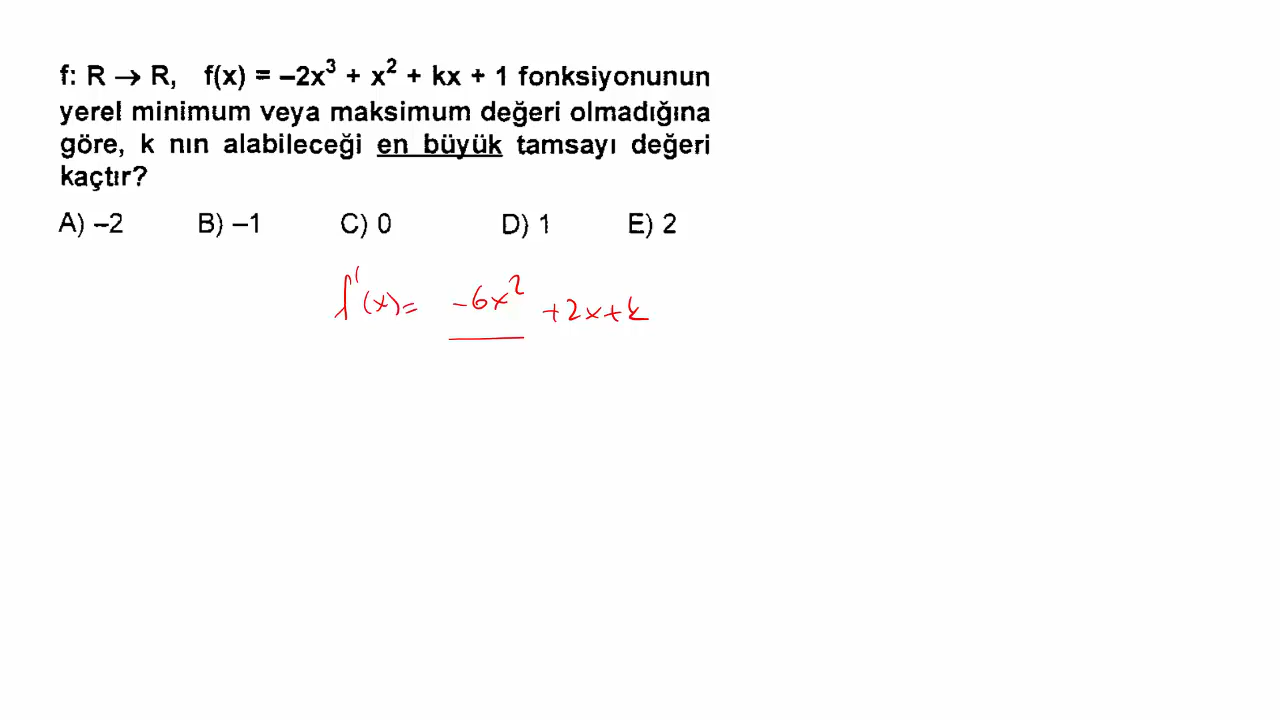 f: R → R, f(x) = –2x³ + x² + kx + 1 fonksiyonunun
yerel minimum veya maksimum değeri olmadığına
göre, k nın alabileceği en büyük tamsayı değeri
kaçtır?
A) –2 B) –1 C) 0 D) 1 E) 2
f'(x) = -6x² +2x+k